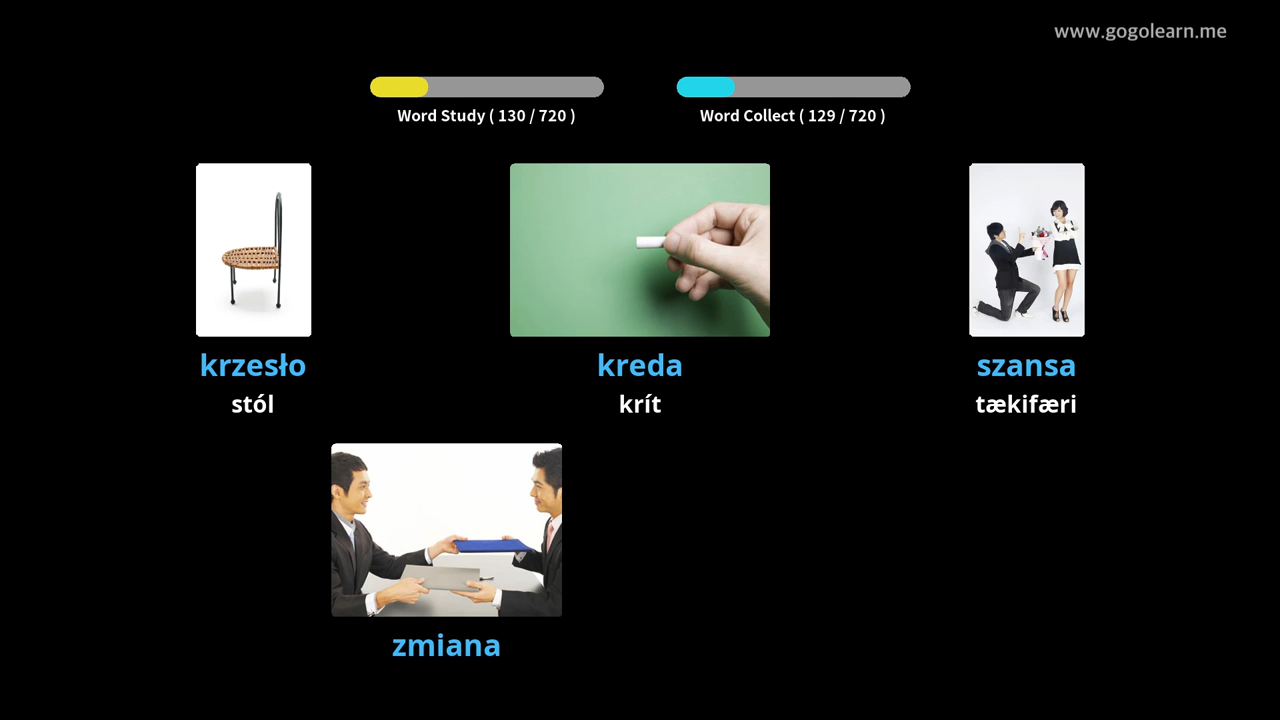 www.gogolearn.me
Word Study ( 130 / 720 )
Word Collect ( 129 / 720 )
krzesło
stól
kreda
krít
szansa
tækifæri
zmiana